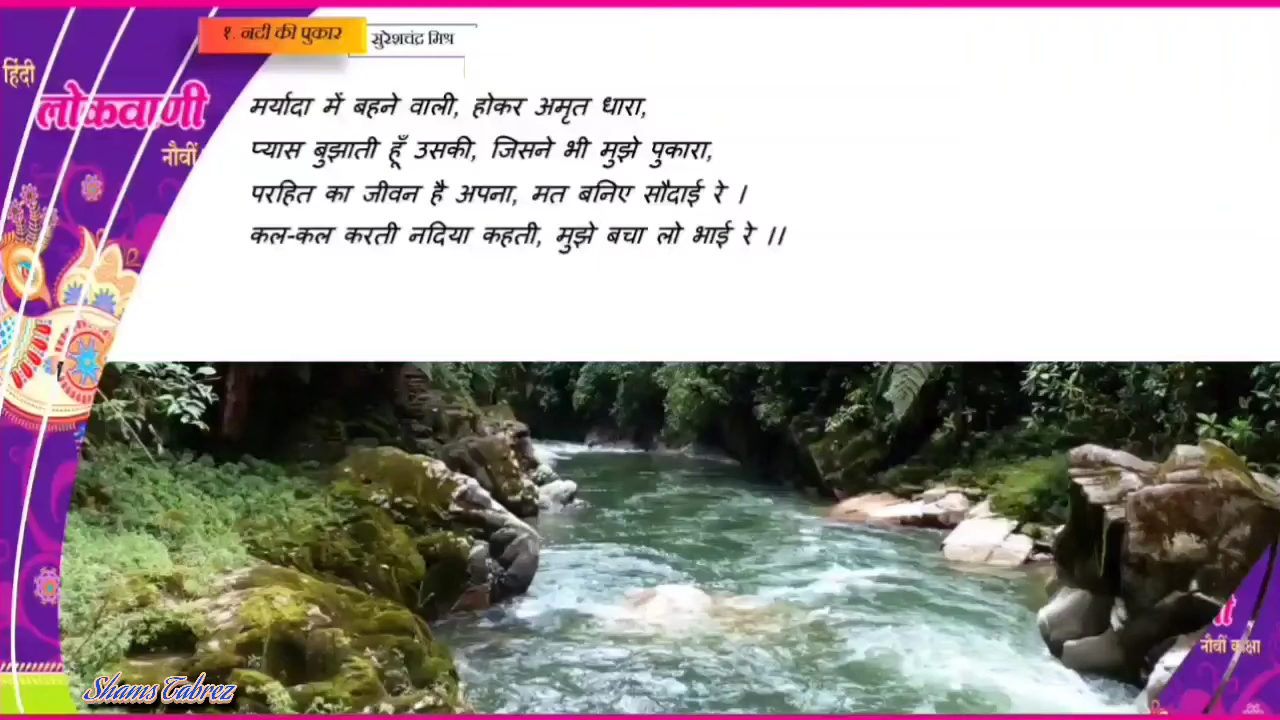 १. नदी की पुकार
सुरेशचंद्र मिश्र
हिंदी
लोकवाणी
नौवीं
मर्यादा में बहने वाली, होकर अमृत धारा,
प्यास बुझाती हूँ उसकी, जिसने भी मुझे पुकारा,
परहित का जीवन है अपना, मत बनिए सौदाई रे ।
कल-कल करती नदिया कहती, मुझे बचा लो भाई रे ।।
नौवीं कक्षा
Shams Tabrez